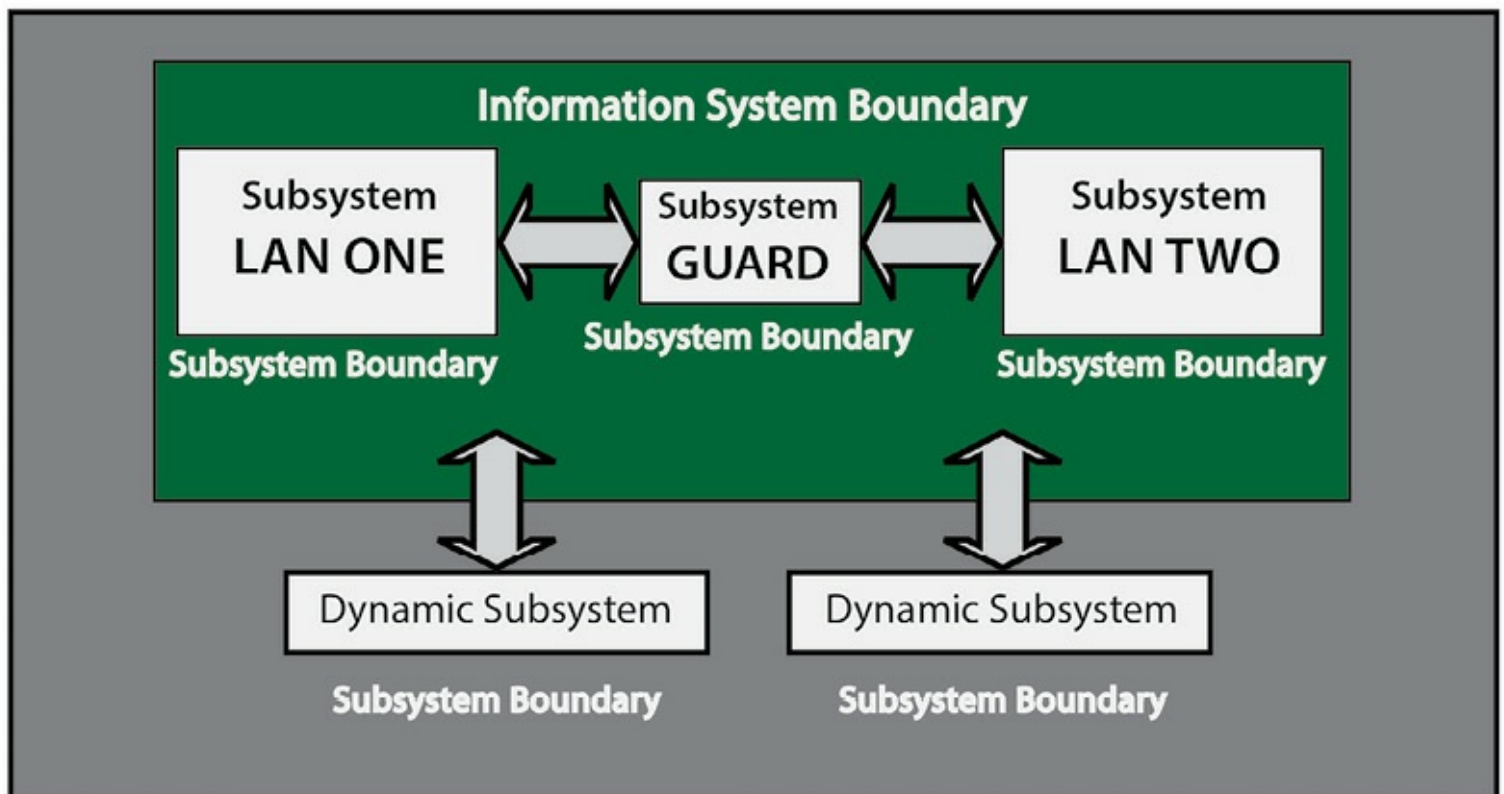 Information System Boundary
Subsystem
LAN ONE
Subsystem
GUARD
Subsystem
LAN TWO
Subsystem Boundary
Subsystem Boundary
Subsystem Boundary
Dynamic Subsystem
Dynamic Subsystem
Subsystem Boundary
Subsystem Boundary